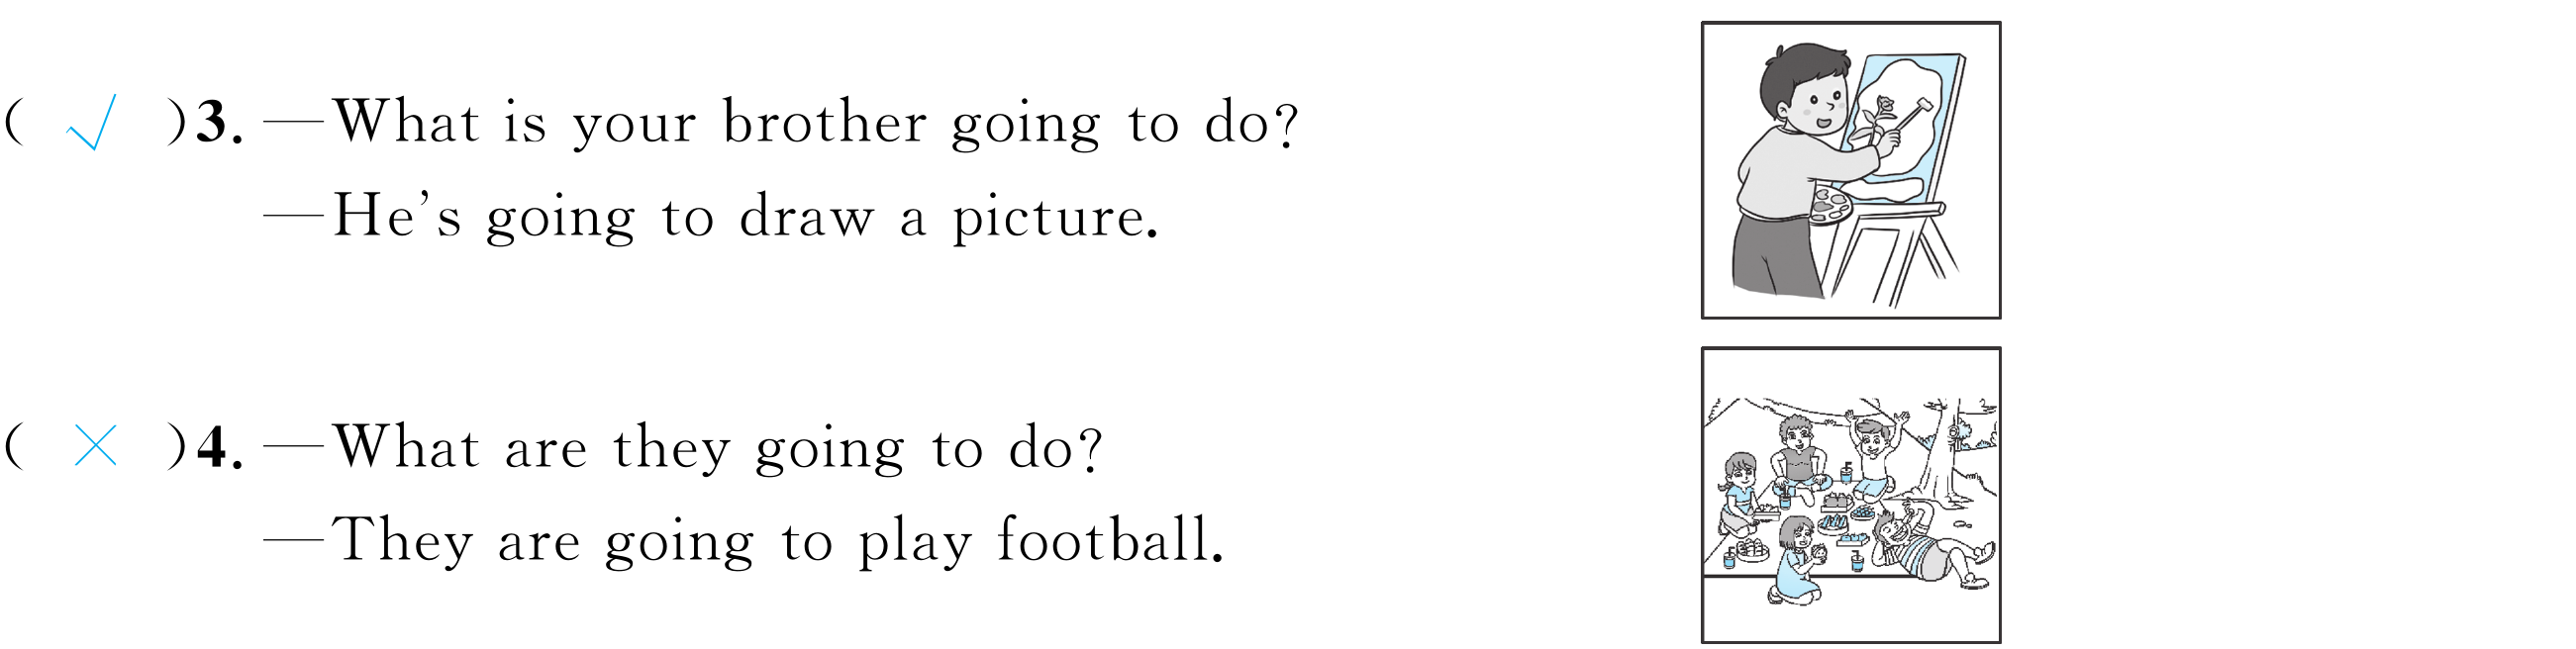 ( √ )3. —What is your brother going to do?
—He's going to draw a picture.
( × )4. —What are they going to do?
—They are going to play football.